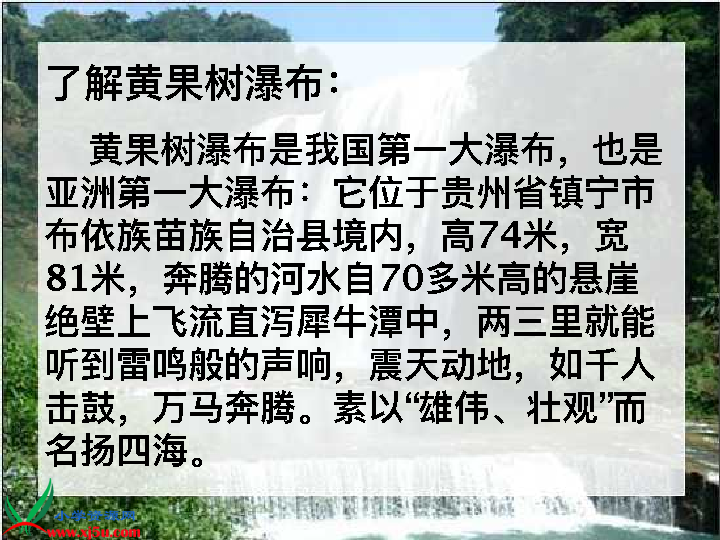 了解黄果树瀑布：
黄果树瀑布是我国第一大瀑布，也是
亚洲第一大瀑布：它位于贵州省镇宁市
布依族苗族自治县境内，高74米，宽
81米，奔腾的河水自70多米高的悬崖
绝壁上飞流直泻犀牛潭中，两三里就能
听到雷鸣般的声响，震天动地，如千人
击鼓，万马奔腾。素以“雄伟、壮观”而
名扬四海。
www.xj5u.com